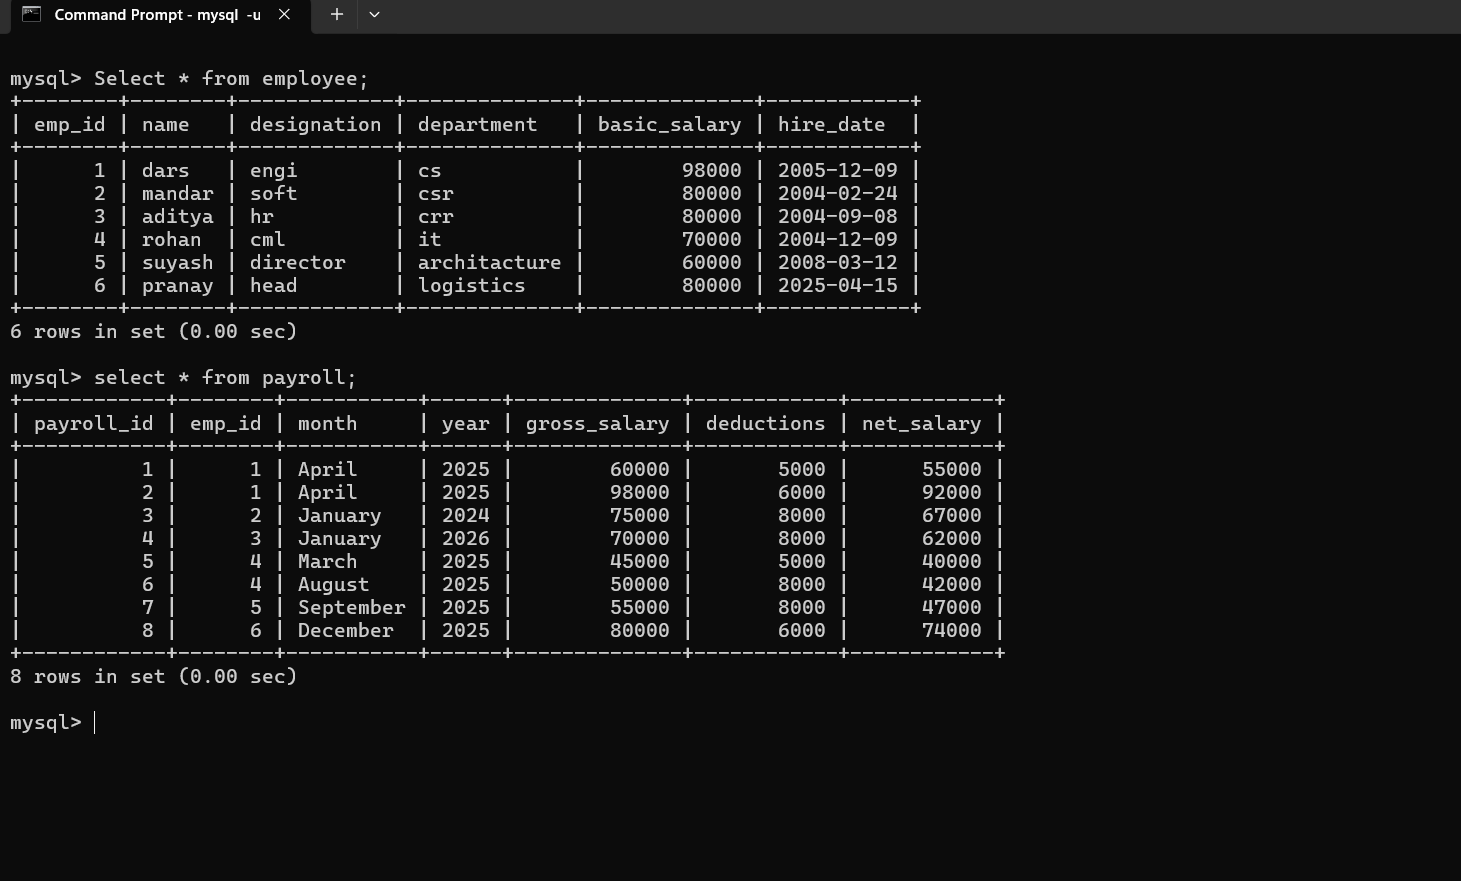 Command Prompt - mysql -u
mysql> Select * from employee;
+--------+--------+-------------+--------------+--------------+------------+
| emp_id | name   | designation | department   | basic_salary | hire_date  |
+--------+--------+-------------+--------------+--------------+------------+
|      1 | dars   | engi        | cs           |        98000 | 2005-12-09 |
|      2 | mandar | soft        | csr          |        80000 | 2004-02-24 |
|      3 | aditya | hr          | crr          |        80000 | 2004-09-08 |
|      4 | rohan  | cml         | it           |        70000 | 2004-12-09 |
|      5 | suyash | director    | architacture |        60000 | 2008-03-12 |
|      6 | pranay | head        | logistics    |        80000 | 2025-04-15 |
+--------+--------+-------------+--------------+--------------+------------+
6 rows in set (0.00 sec)
mysql> select * from payroll;
+------------+--------+-----------+------+--------------+------------+------------+
| payroll_id | emp_id | month     | year | gross_salary | deductions | net_salary |
+------------+--------+-----------+------+--------------+------------+------------+
|          1 |      1 | April     | 2025 |        60000 |       5000 |      55000 |
|          2 |      1 | April     | 2025 |        98000 |       6000 |      92000 |
|          3 |      2 | January   | 2024 |        75000 |       8000 |      67000 |
|          4 |      3 | January   | 2026 |        70000 |       8000 |      62000 |
|          5 |      4 | March     | 2025 |        45000 |       5000 |      40000 |
|          6 |      4 | August    | 2025 |        50000 |       8000 |      42000 |
|          7 |      5 | September | 2025 |        55000 |       8000 |      47000 |
|          8 |      6 | December  | 2025 |        80000 |       6000 |      74000 |
+------------+--------+-----------+------+--------------+------------+------------+
8 rows in set (0.00 sec)
mysql>